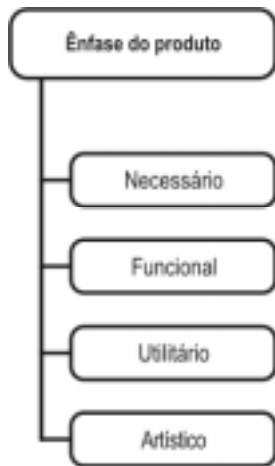 Ênfase do produto
Necessário
Funcional
Utilitário
Artístico